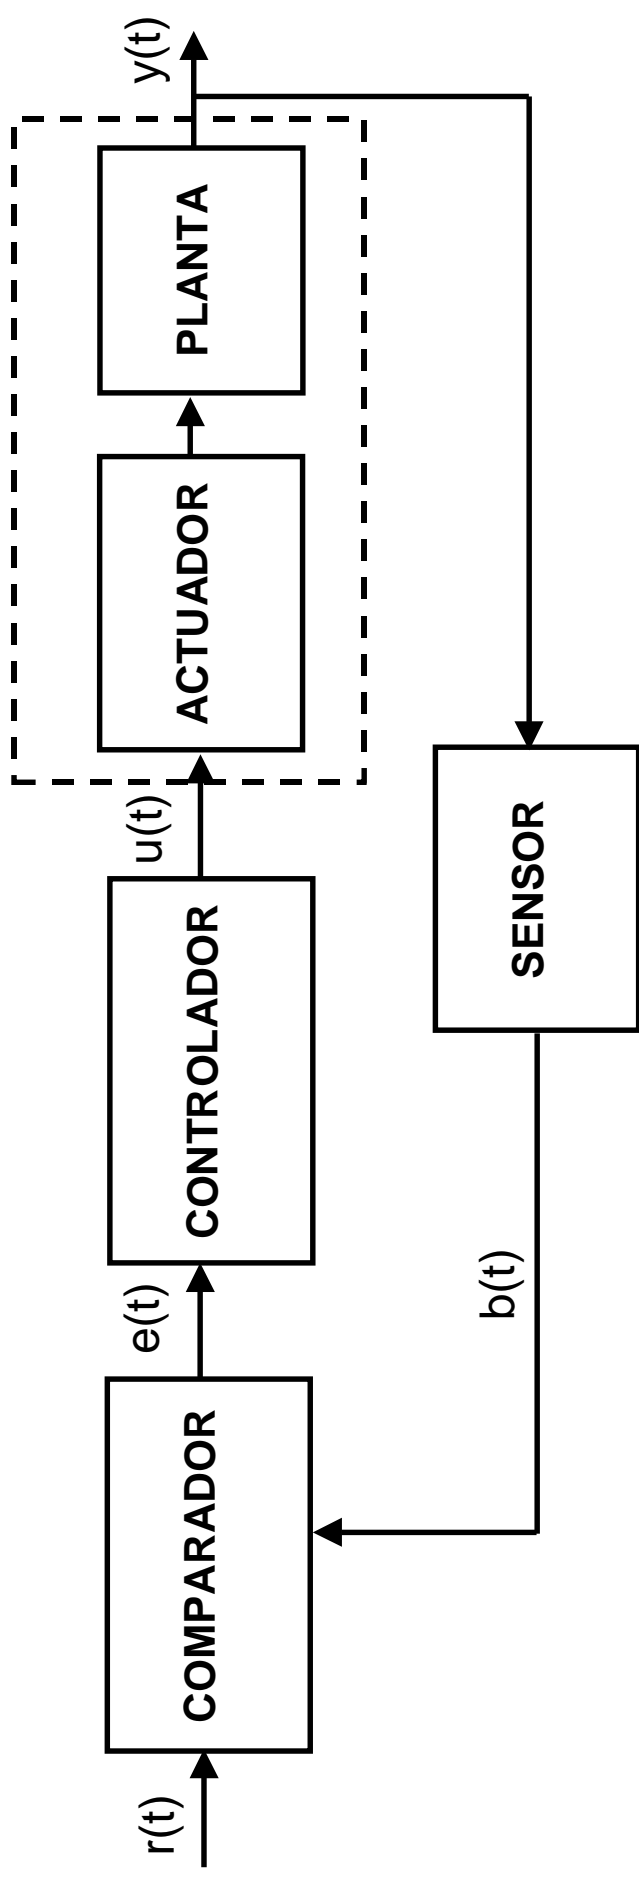 r(t)
COMPARADOR
e(t)
CONTROLADOR
u(t)
ACTUADOR
PLANTA
y(t)
SENSOR
b(t)